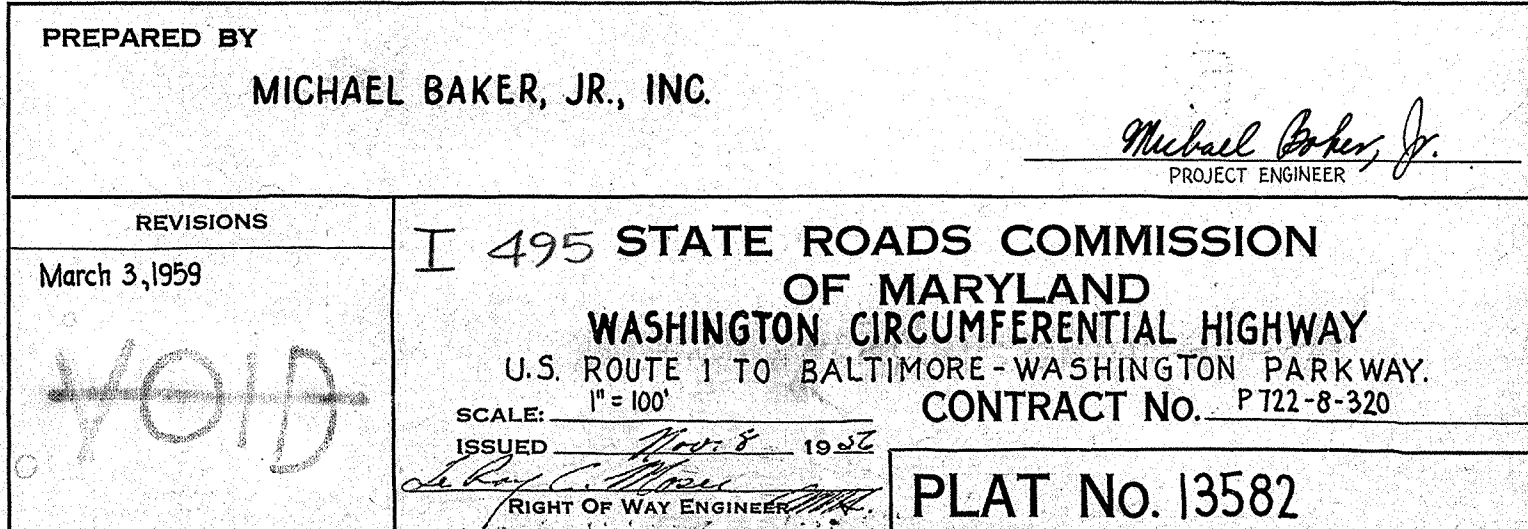 PREPARED BY
MICHAEL BAKER, JR., INC.
Michael Baker, Jr.
PROJECT ENGINEER
REVISIONS
March 3, 1959
VOID
I 495 STATE ROADS COMMISSION
OF MARYLAND
WASHINGTON CIRCUMFERENTIAL HIGHWAY
U.S. ROUTE 1 TO BALTIMORE-WASHINGTON PARKWAY.
SCALE: 1" = 100'
CONTRACT No. P 722-8-320
ISSUED Nov. 8 1956
Le Roy C. Moser
RIGHT OF WAY ENGINEER
PLAT No. 13582